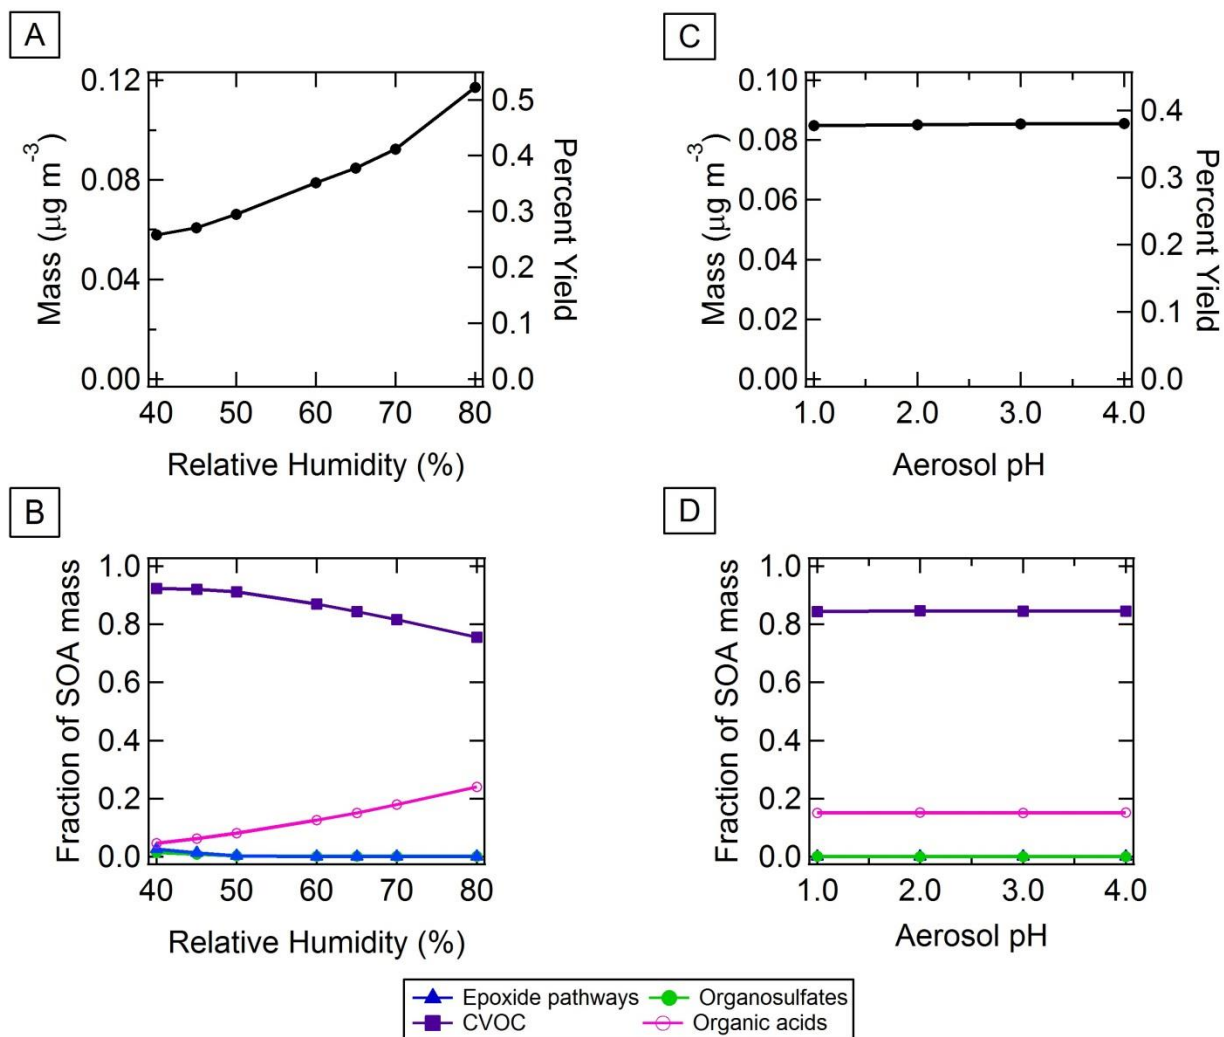 A
0.12
0.08
0.04
0.00
Mass (μg m⁻³)
0.5
0.4
0.3
0.2
0.1
0.0
Percent Yield
40 50 60 70 80
Relative Humidity (%)
C
0.10
0.08
0.06
0.04
0.02
0.00
Mass (μg m⁻³)
0.4
0.3
0.2
0.1
0.0
Percent Yield
1.0 2.0 3.0 4.0
Aerosol pH
B
1.0
0.8
0.6
0.4
0.2
0.0
Fraction of SOA mass
40 50 60 70 80
Relative Humidity (%)
D
1.0
0.8
0.6
0.4
0.2
0.0
Fraction of SOA mass
1.0 2.0 3.0 4.0
Aerosol pH
Epoxide pathways Organosulfates
CVOC Organic acids